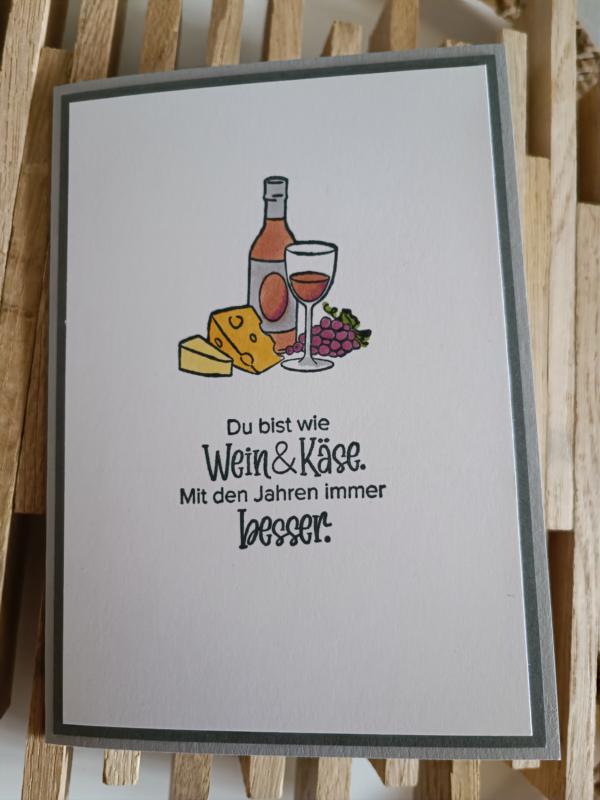 Du bist wie
Wein & Käse.
Mit den Jahren immer
besser.